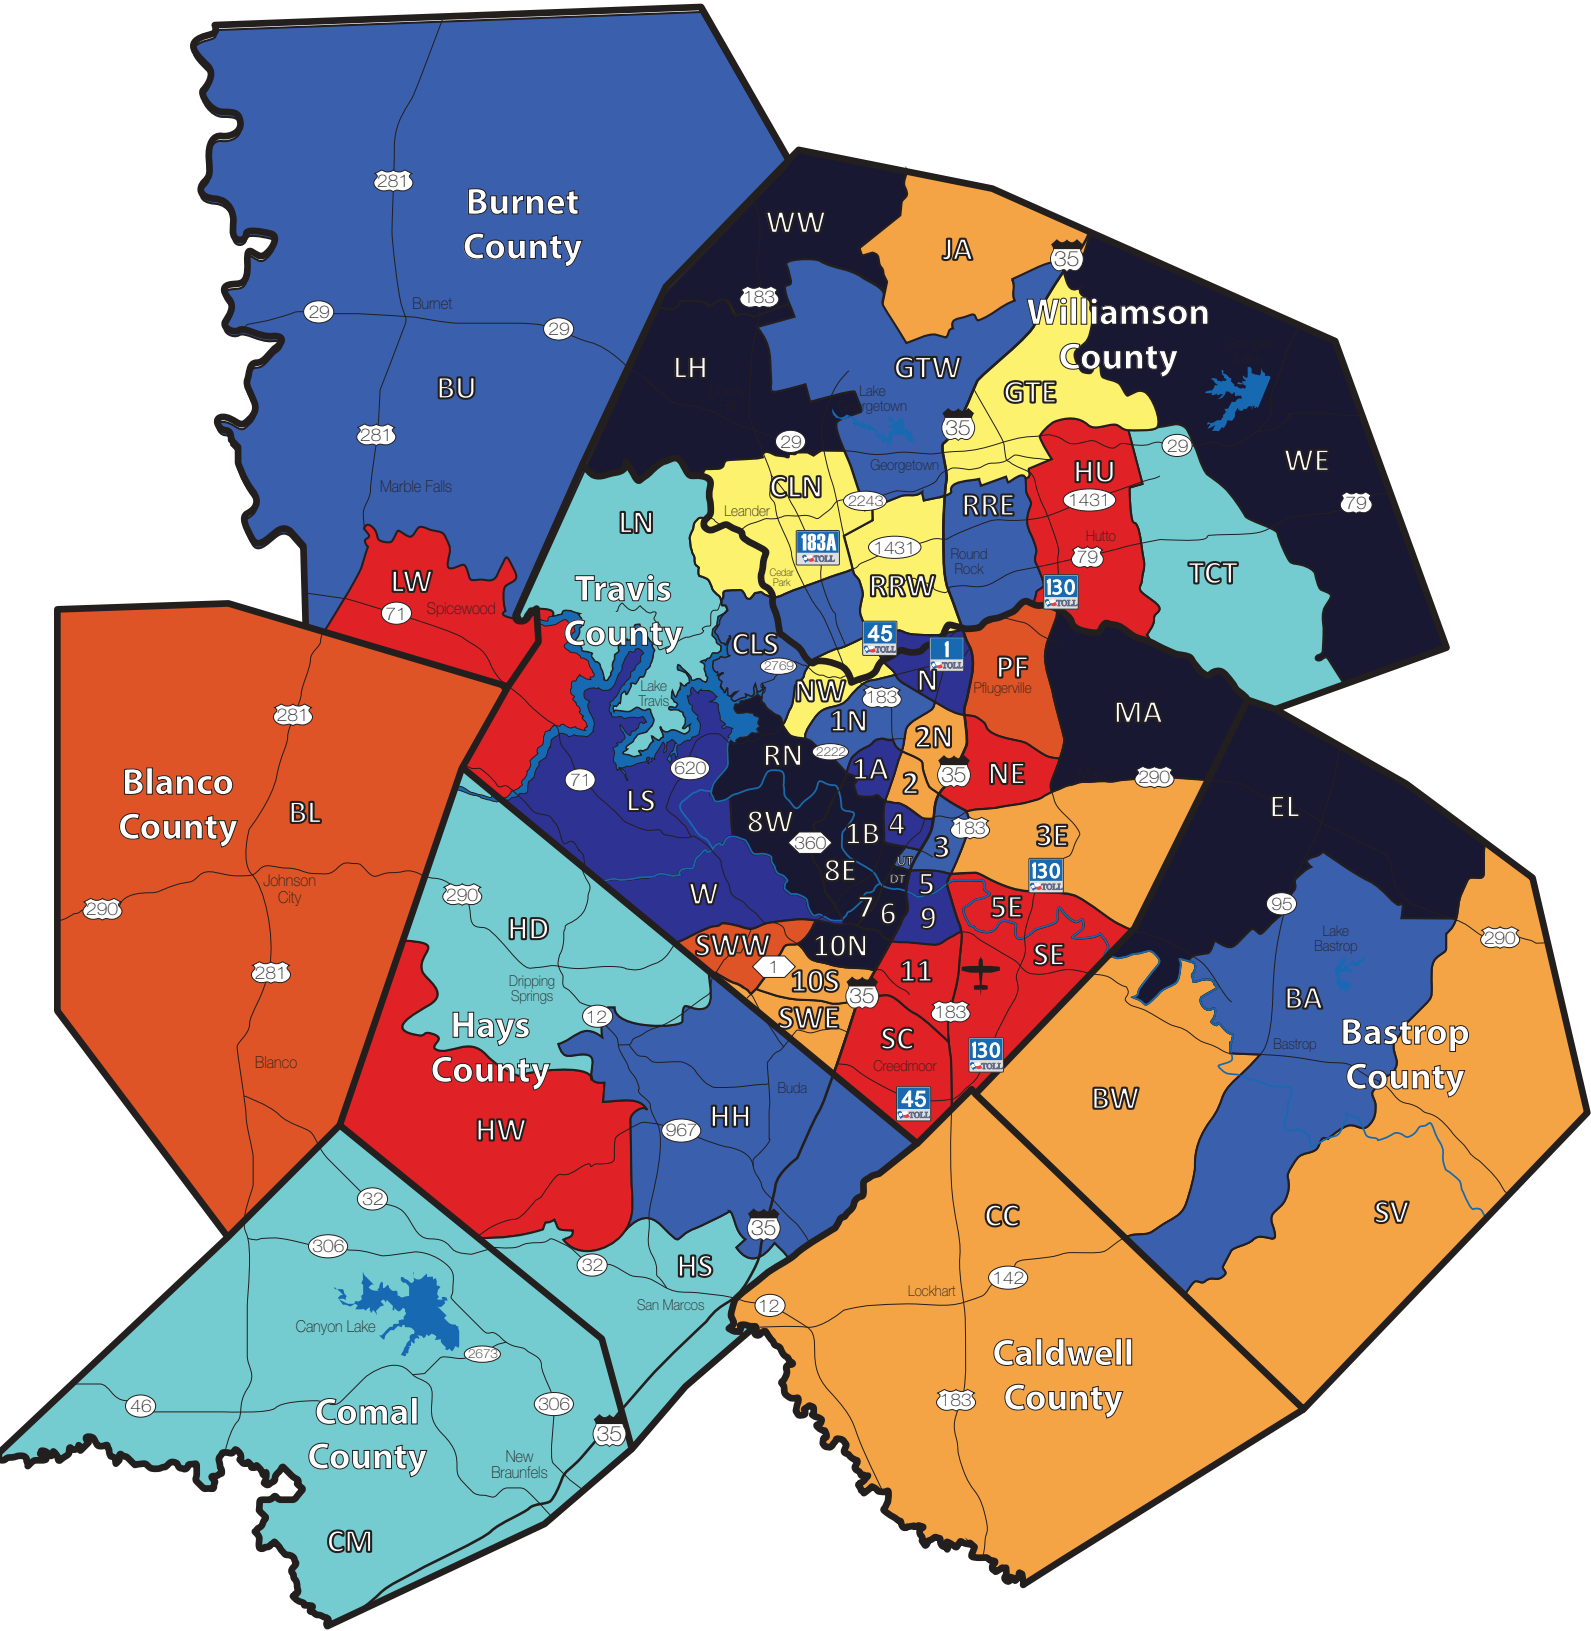 281
Burnet
County
Burnet
29
29
BU
281
Marble Falls
LW
71
Spicewood
WW
JA
35
183
Williamson
County
LH
GTW
GTE
Lake
35
29
Georgetown
29
HU
WE
CLN
2243
RRE
1431
79
Leander
183A
TOLL
1431
Hutto
Round
Rock
79
Cedar
Park
RRW
130
TOLL
TCT
LN
Travis
County
45
TOLL
CLS
2769
1
TOLL
N
PF
Pflugerville
NW
183
Lake
Travis
1N
2N
MA
RN
2222
1A
2
35
NE
290
620
71
LS
8W
360
1B
4
183
3
3E
UT
DT
8E
5
130
TOLL
W
7
6
9
5E
SE
SWW
10N
1
10S
11
35
183
SWE
SC
Creedmoor
130
TOLL
45
TOLL
281
Blanco
County
BL
Johnson
City
290
281
Blanco
290
HD
Dripping
Springs
12
Hays
County
HW
HH
Buda
967
35
32
HS
San Marcos
12
EL
95
Lake
Bastrop
290
BA
Bastrop
County
Bastrop
BW
SV
CC
142
Lockhart
Caldwell
County
183
32
306
Canyon Lake
2673
46
306
Comal
County
35
New
Braunfels
CM